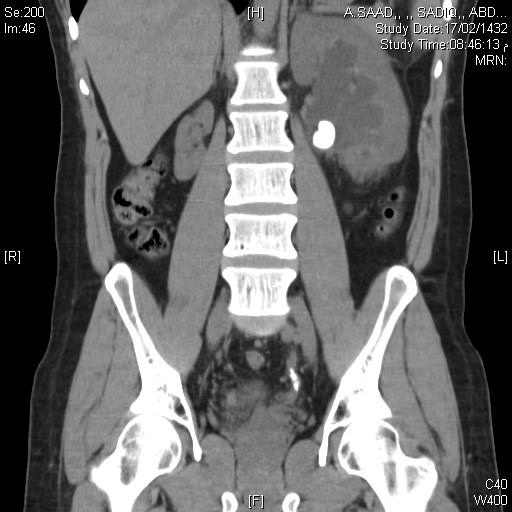 Se:200
Im:46
[H]
A.SAAD,, ,, SADIQ,, ABD...
Study Date:17/02/1432
Study Time:08:46:13 م
MRN:
[R]
[L]
[F]
C40
W400